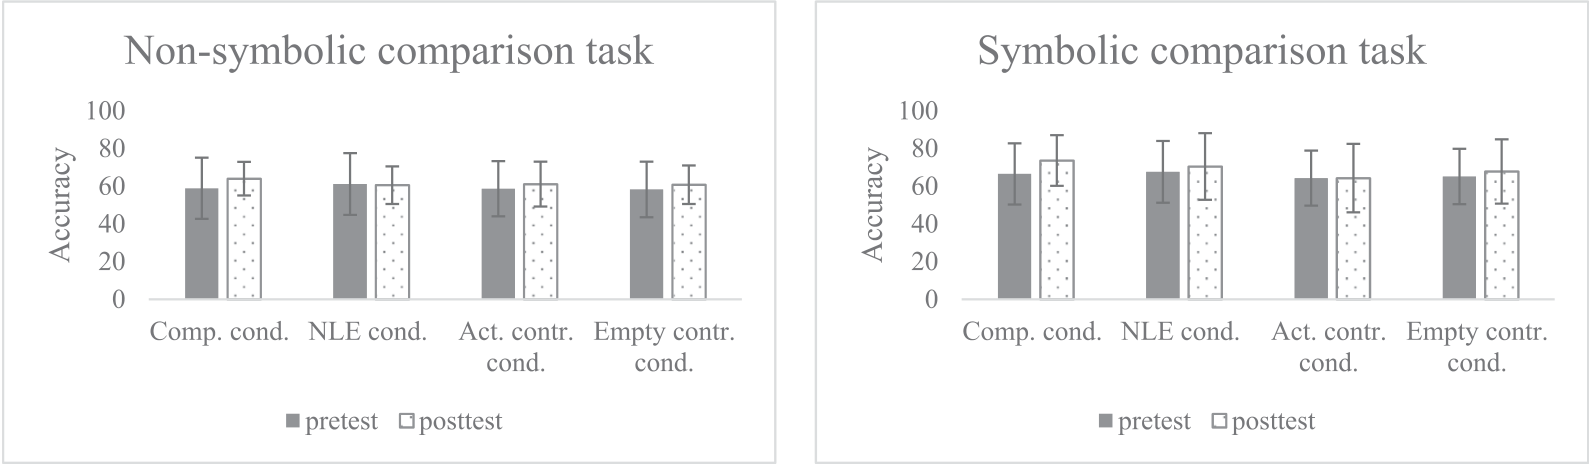 Non-symbolic comparison task
Accuracy
100
80
60
40
20
0
Comp. cond. NLE cond. Act. contr. cond. Empty contr. cond.
pretest posttest
Symbolic comparison task
Accuracy
100
80
60
40
20
0
Comp. cond. NLE cond. Act. contr. cond. Empty contr. cond.
pretest posttest